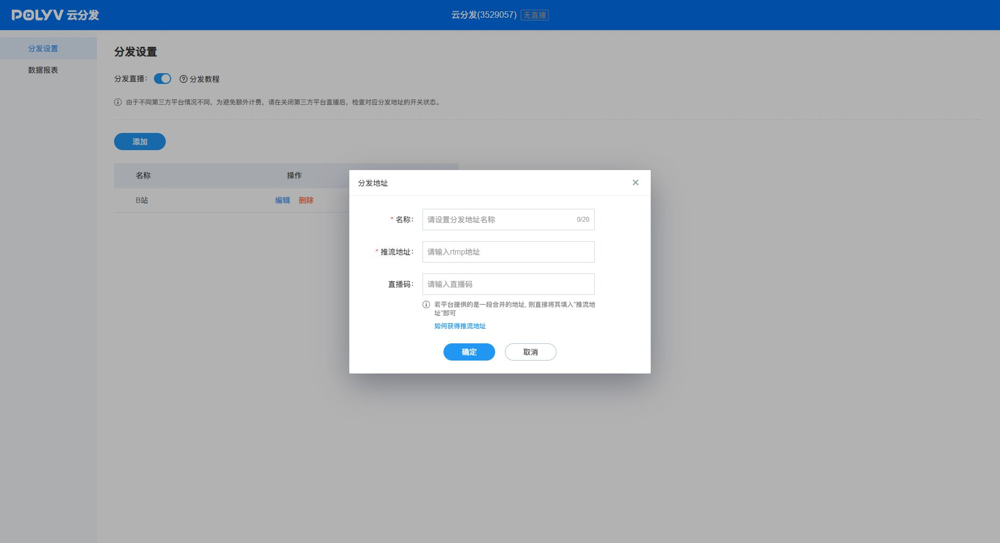 POLYV 云分发
云分发(3529057) 无直播
分发设置
数据报表
分发设置
分发直播：
分发教程
由于不同第三方平台情况不同，为避免额外计费，请在关闭第三方平台直播后，检查对应分发地址的开关状态。
添加
名称 操作
B站 编辑 删除
分发地址
* 名称： 请设置分发地址名称 0/20
* 推流地址： 请输入rtmp地址
直播码： 请输入直播码
若平台提供的是一段合并的地址, 则直接将其填入"推流地
址"即可
如何获得推流地址
确定 取消